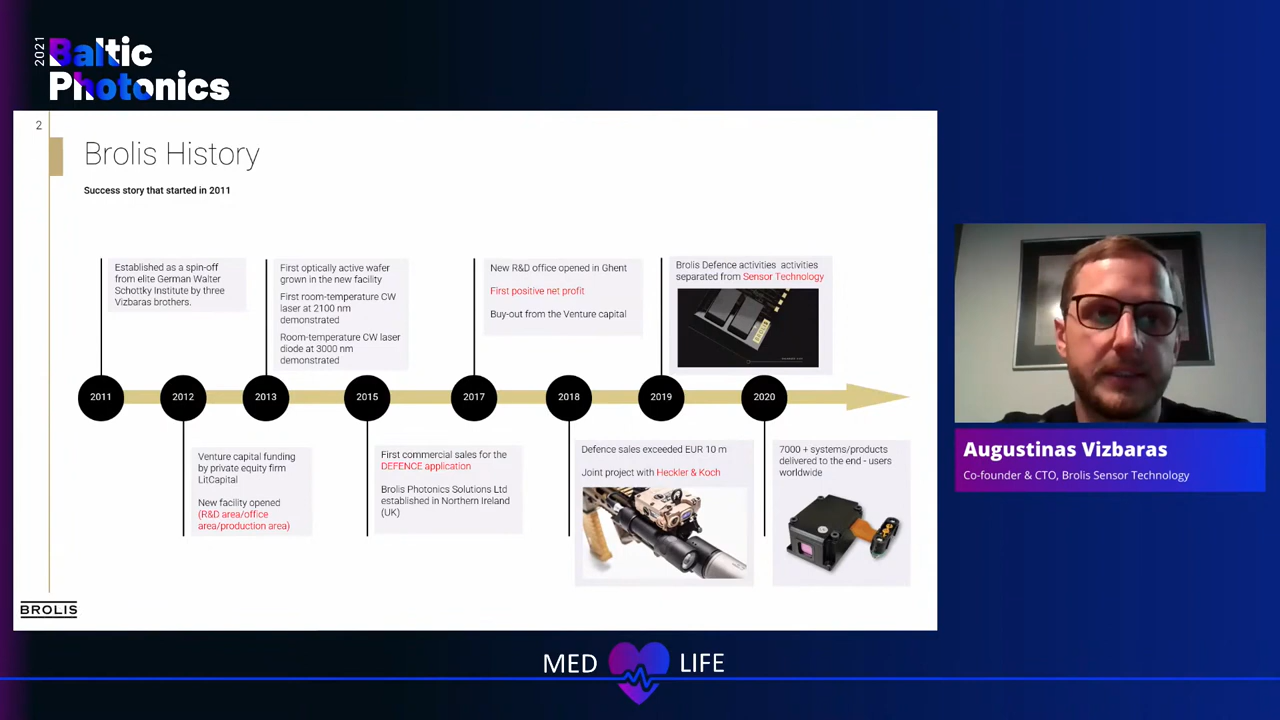 2021
Baltic
Photonics
2
Brolis History
Success story that started in 2011
Established as a spin-off
from elite German Walter
Schottky Institute by three
Vizbaras brothers.
First optically active wafer
grown in the new facility
First room-temperature CW
laser at 2100 nm
demonstrated
Room-temperature CW laser
diode at 3000 nm
demonstrated
New R&D office opened in Ghent
First positive net profit
Buy-out from the Venture capital
Brolis Defence activities activities
separated from Sensor Technology
2011
2012
2013
2015
2017
2018
2019
2020
Venture capital funding
by private equity firm
LitCapital
New facility opened
(R&D area/office
area/production area)
First commercial sales for the
DEFENCE application
Brolis Photonics Solutions Ltd
established in Northern Ireland
(UK)
Defence sales exceeded EUR 10 m
Joint project with Heckler & Koch
7000 + systems/products
delivered to the end - users
worldwide
BROLIS
Augustinas Vizbaras
Co-founder & CTO, Brolis Sensor Technology
MED LIFE